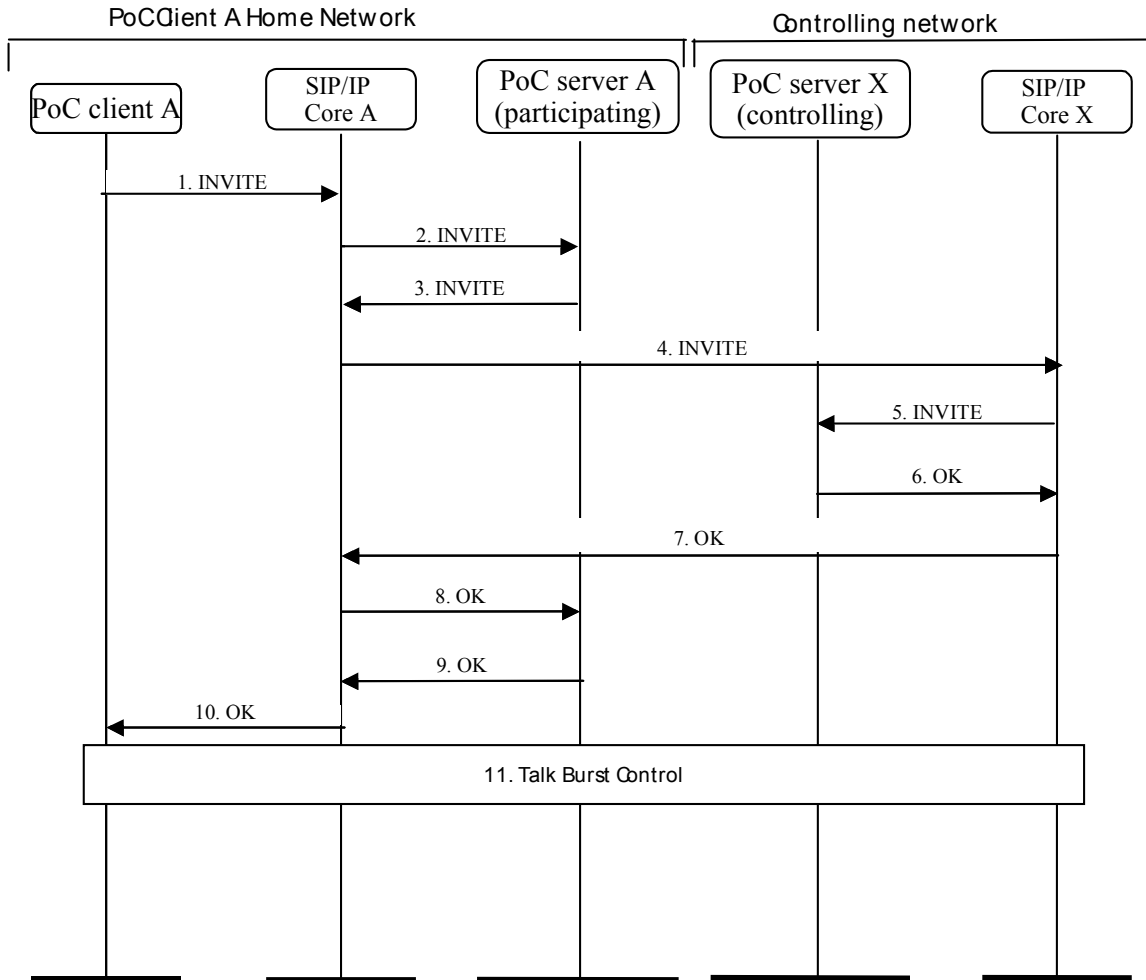 PoC Client A Home Network
Controlling network
PoC client A
SIP/IP
Core A
PoC server A
(participating)
PoC server X
(controlling)
SIP/IP
Core X
1. INVITE
2. INVITE
3. INVITE
4. INVITE
5. INVITE
6. OK
7. OK
8. OK
9. OK
10. OK
11. Talk Burst Control